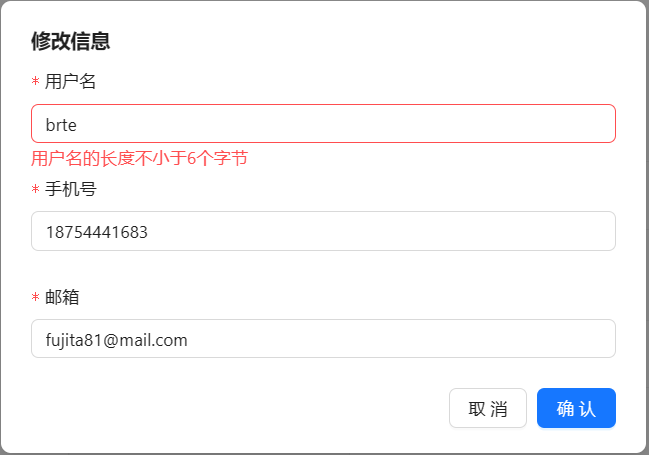 修改信息
* 用户名
brte
用户名的长度不小于6个字节
* 手机号
18754441683
* 邮箱
fujita81@mail.com
取 消 确 认